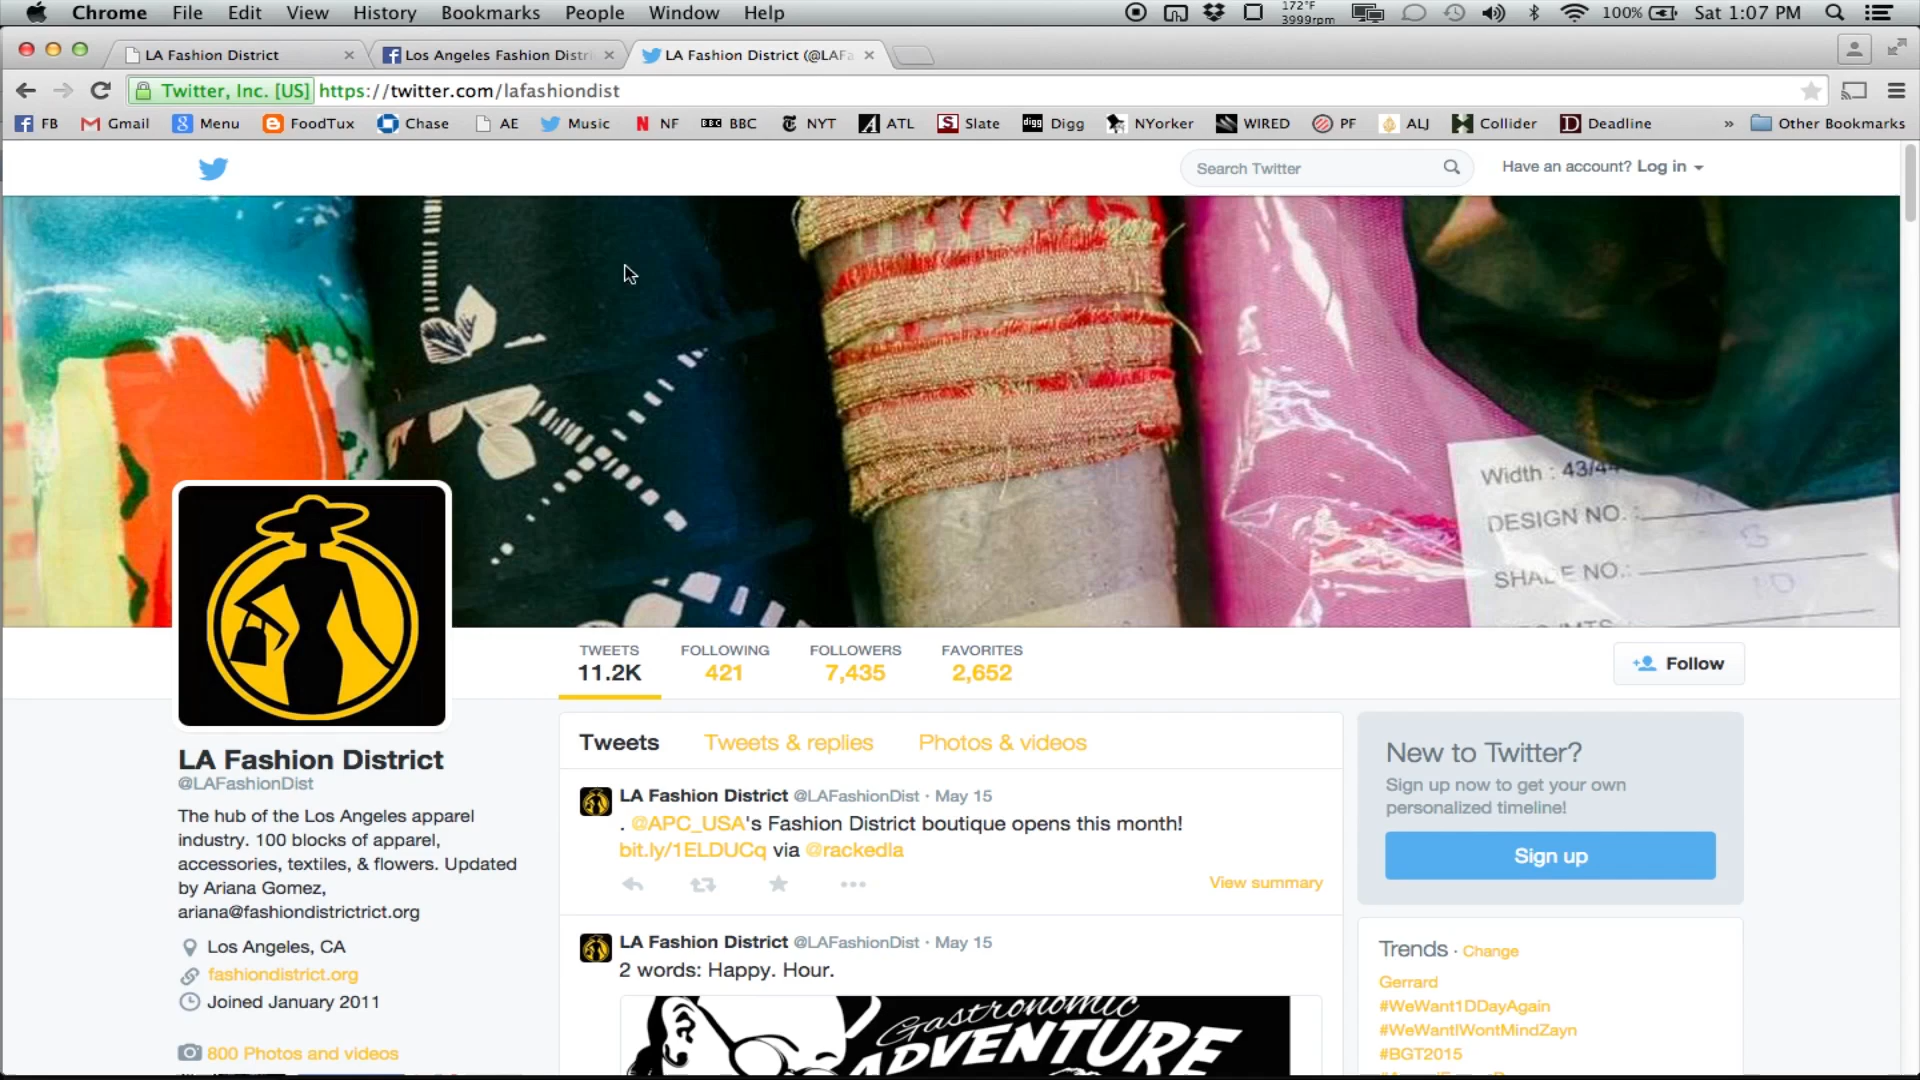 Chrome File Edit View History Bookmarks People Window Help
172°F
3999rpm
100%
Sat 1:07 PM
LA Fashion District
Los Angeles Fashion Distri
LA Fashion District (@LAFa
Twitter, Inc. [US] https://twitter.com/lafashiondist
FB Gmail Menu FoodTux Chase AE Music NF BBC NYT ATL Slate Digg NYorker WIRED PF ALJ Collider Deadline » Other Bookmarks
Search Twitter
Have an account? Log in
Width : 43/44
DESIGN NO. :
SHADE NO.:
TWEETS FOLLOWING FOLLOWERS FAVORITES
11.2K 421 7,435 2,652
Follow
LA Fashion District
@LAFashionDist
The hub of the Los Angeles apparel
industry. 100 blocks of apparel,
accessories, textiles, & flowers. Updated
by Ariana Gomez,
ariana@fashiondistrictrict.org
Los Angeles, CA
fashiondistrict.org
Joined January 2011
800 Photos and videos
Tweets Tweets & replies Photos & videos
LA Fashion District @LAFashionDist · May 15
. @APC_USA's Fashion District boutique opens this month!
bit.ly/1ELDUCq via @rackedla
View summary
LA Fashion District @LAFashionDist · May 15
2 words: Happy. Hour.
Gastronomic
ADVENTURE
New to Twitter?
Sign up now to get your own
personalized timeline!
Sign up
Trends · Change
Gerrard
#WeWant1DDayAgain
#WeWantIWontMindZayn
#BGT2015